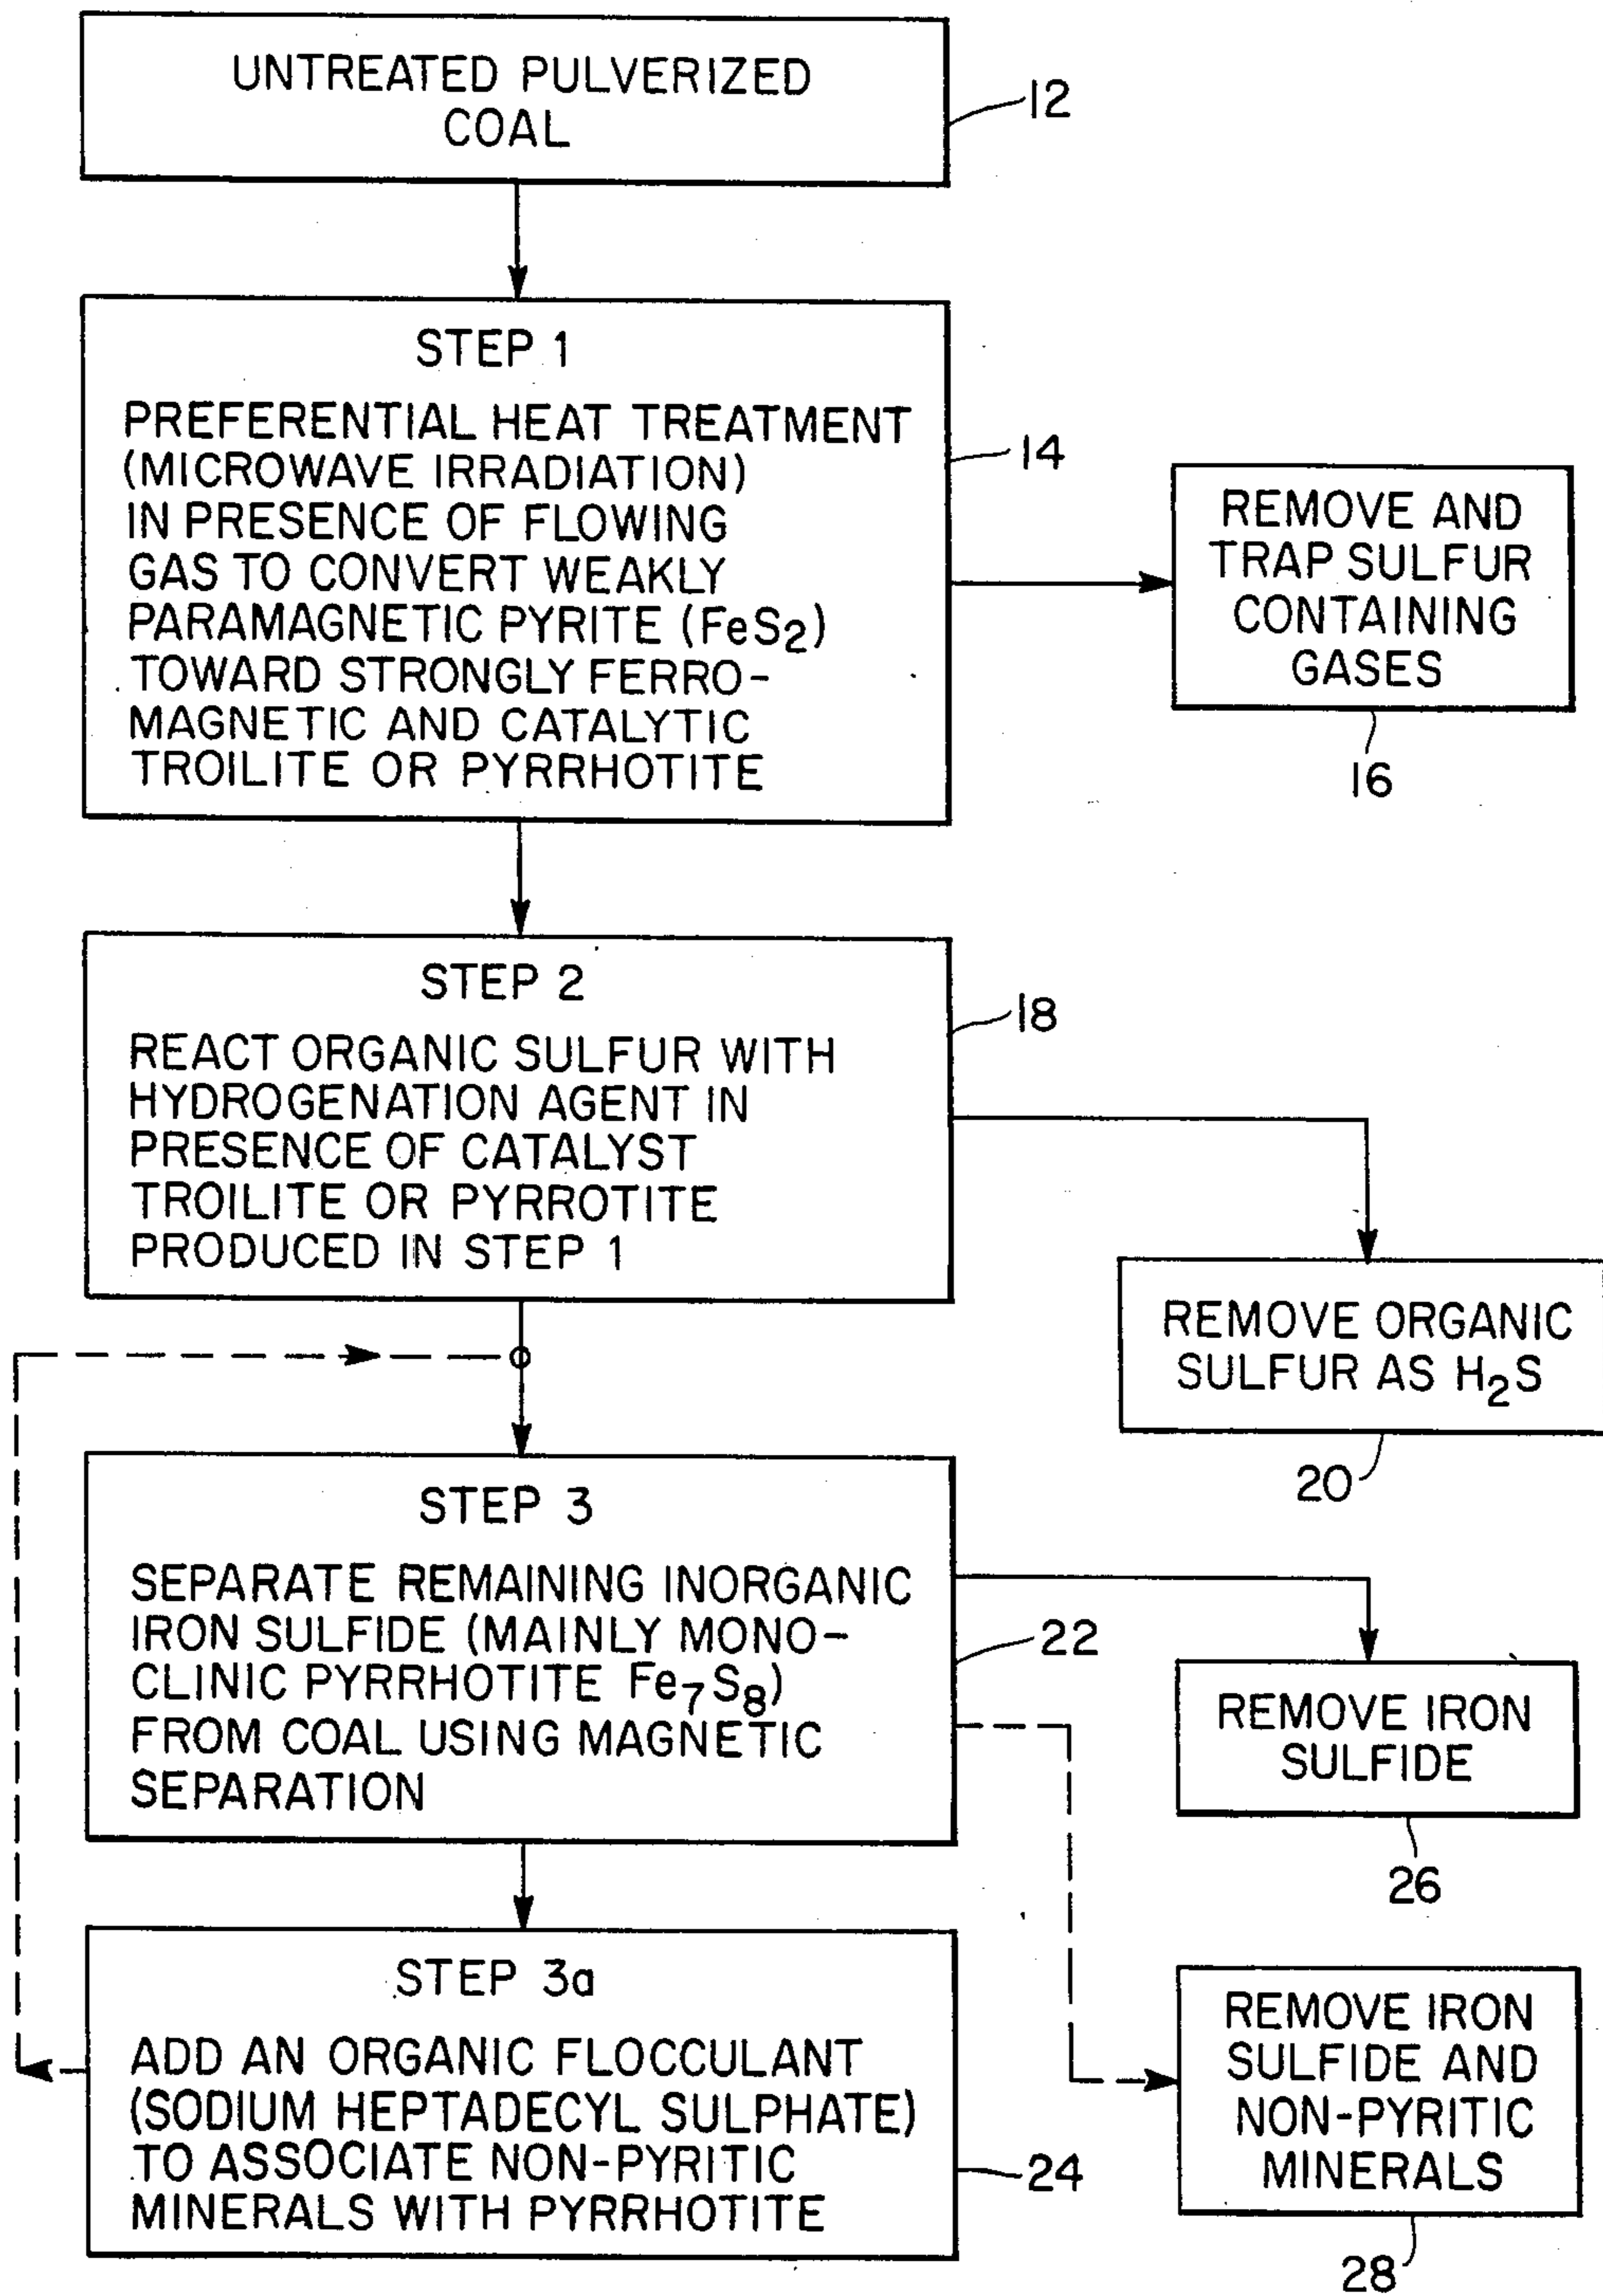 UNTREATED PULVERIZED
COAL
12
STEP 1
PREFERENTIAL HEAT TREATMENT
(MICROWAVE IRRADIATION)
IN PRESENCE OF FLOWING
GAS TO CONVERT WEAKLY
PARAMAGNETIC PYRITE (FeS2)
TOWARD STRONGLY FERRO-
MAGNETIC AND CATALYTIC
TROILITE OR PYRRHOTITE
14
REMOVE AND
TRAP SULFUR
CONTAINING
GASES
16
STEP 2
REACT ORGANIC SULFUR WITH
HYDROGENATION AGENT IN
PRESENCE OF CATALYST
TROILITE OR PYRROTITE
PRODUCED IN STEP 1
18
REMOVE ORGANIC
SULFUR AS H2S
20
STEP 3
SEPARATE REMAINING INORGANIC
IRON SULFIDE (MAINLY MONO-
CLINIC PYRRHOTITE Fe7S8)
FROM COAL USING MAGNETIC
SEPARATION
22
REMOVE IRON
SULFIDE
26
STEP 3a
ADD AN ORGANIC FLOCCULANT
(SODIUM HEPTADECYL SULPHATE)
TO ASSOCIATE NON-PYRITIC
MINERALS WITH PYRRHOTITE
24
REMOVE IRON
SULFIDE AND
NON-PYRITIC
MINERALS
28